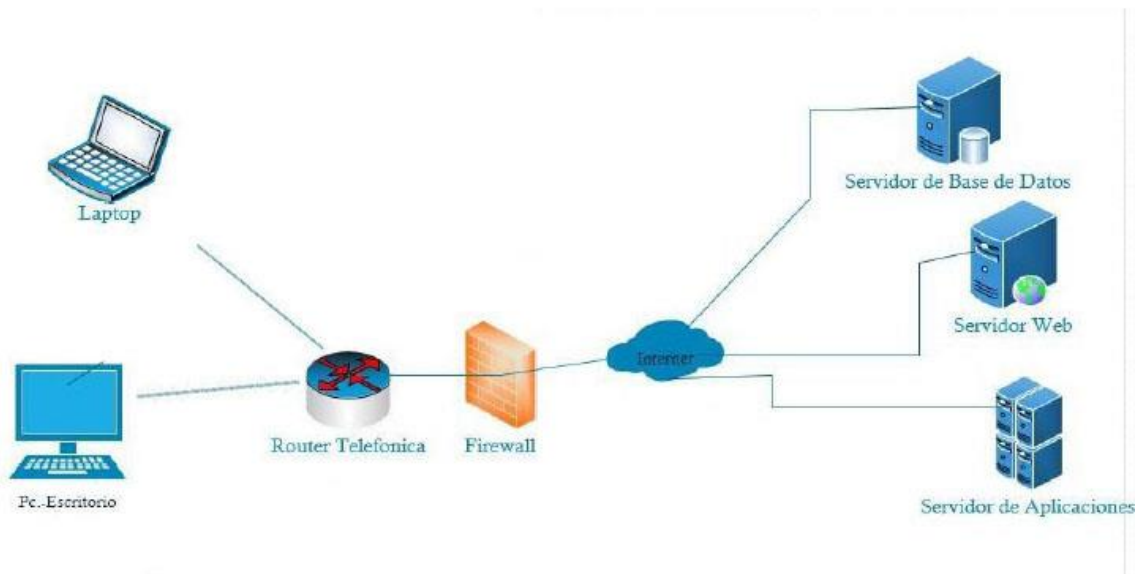 Laptop
Pc.-Escritorio
Router Telefonica
Firewall
Internet
Servidor de Base de Datos
Servidor Web
Servidor de Aplicaciones